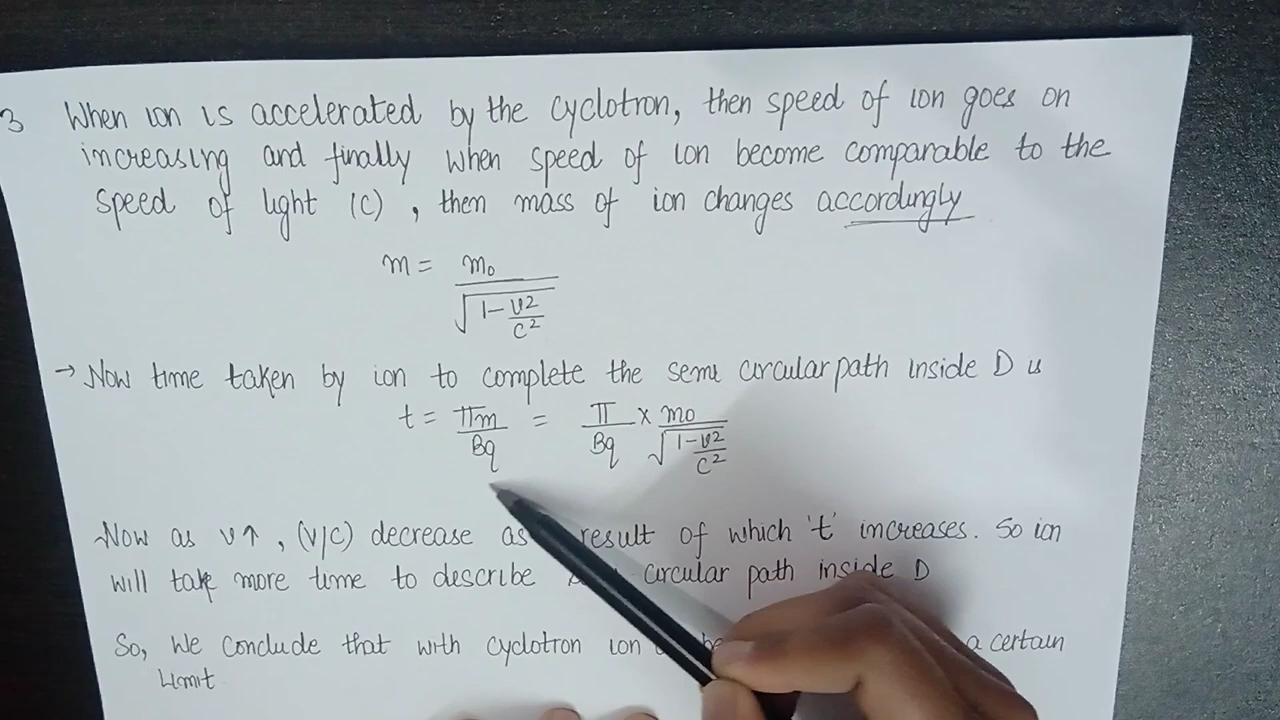 3 When ion is accelerated by the cyclotron, then speed of ion goes on
increasing and finally when speed of ion become comparable to the
speed of light (C) , then mass of ion changes accordingly
m = m₀ / √(1 - v²/c²)
→ Now time taken by ion to complete the semi circular path inside D is
t = πm / Bq = π / Bq × m₀ / √(1 - v²/c²)
Now as v↑ , (v/c) decrease as result of which 't' increases. So ion
will take more time to describe circular path inside D
So, We conclude that with cyclotron ion a certain
Limit